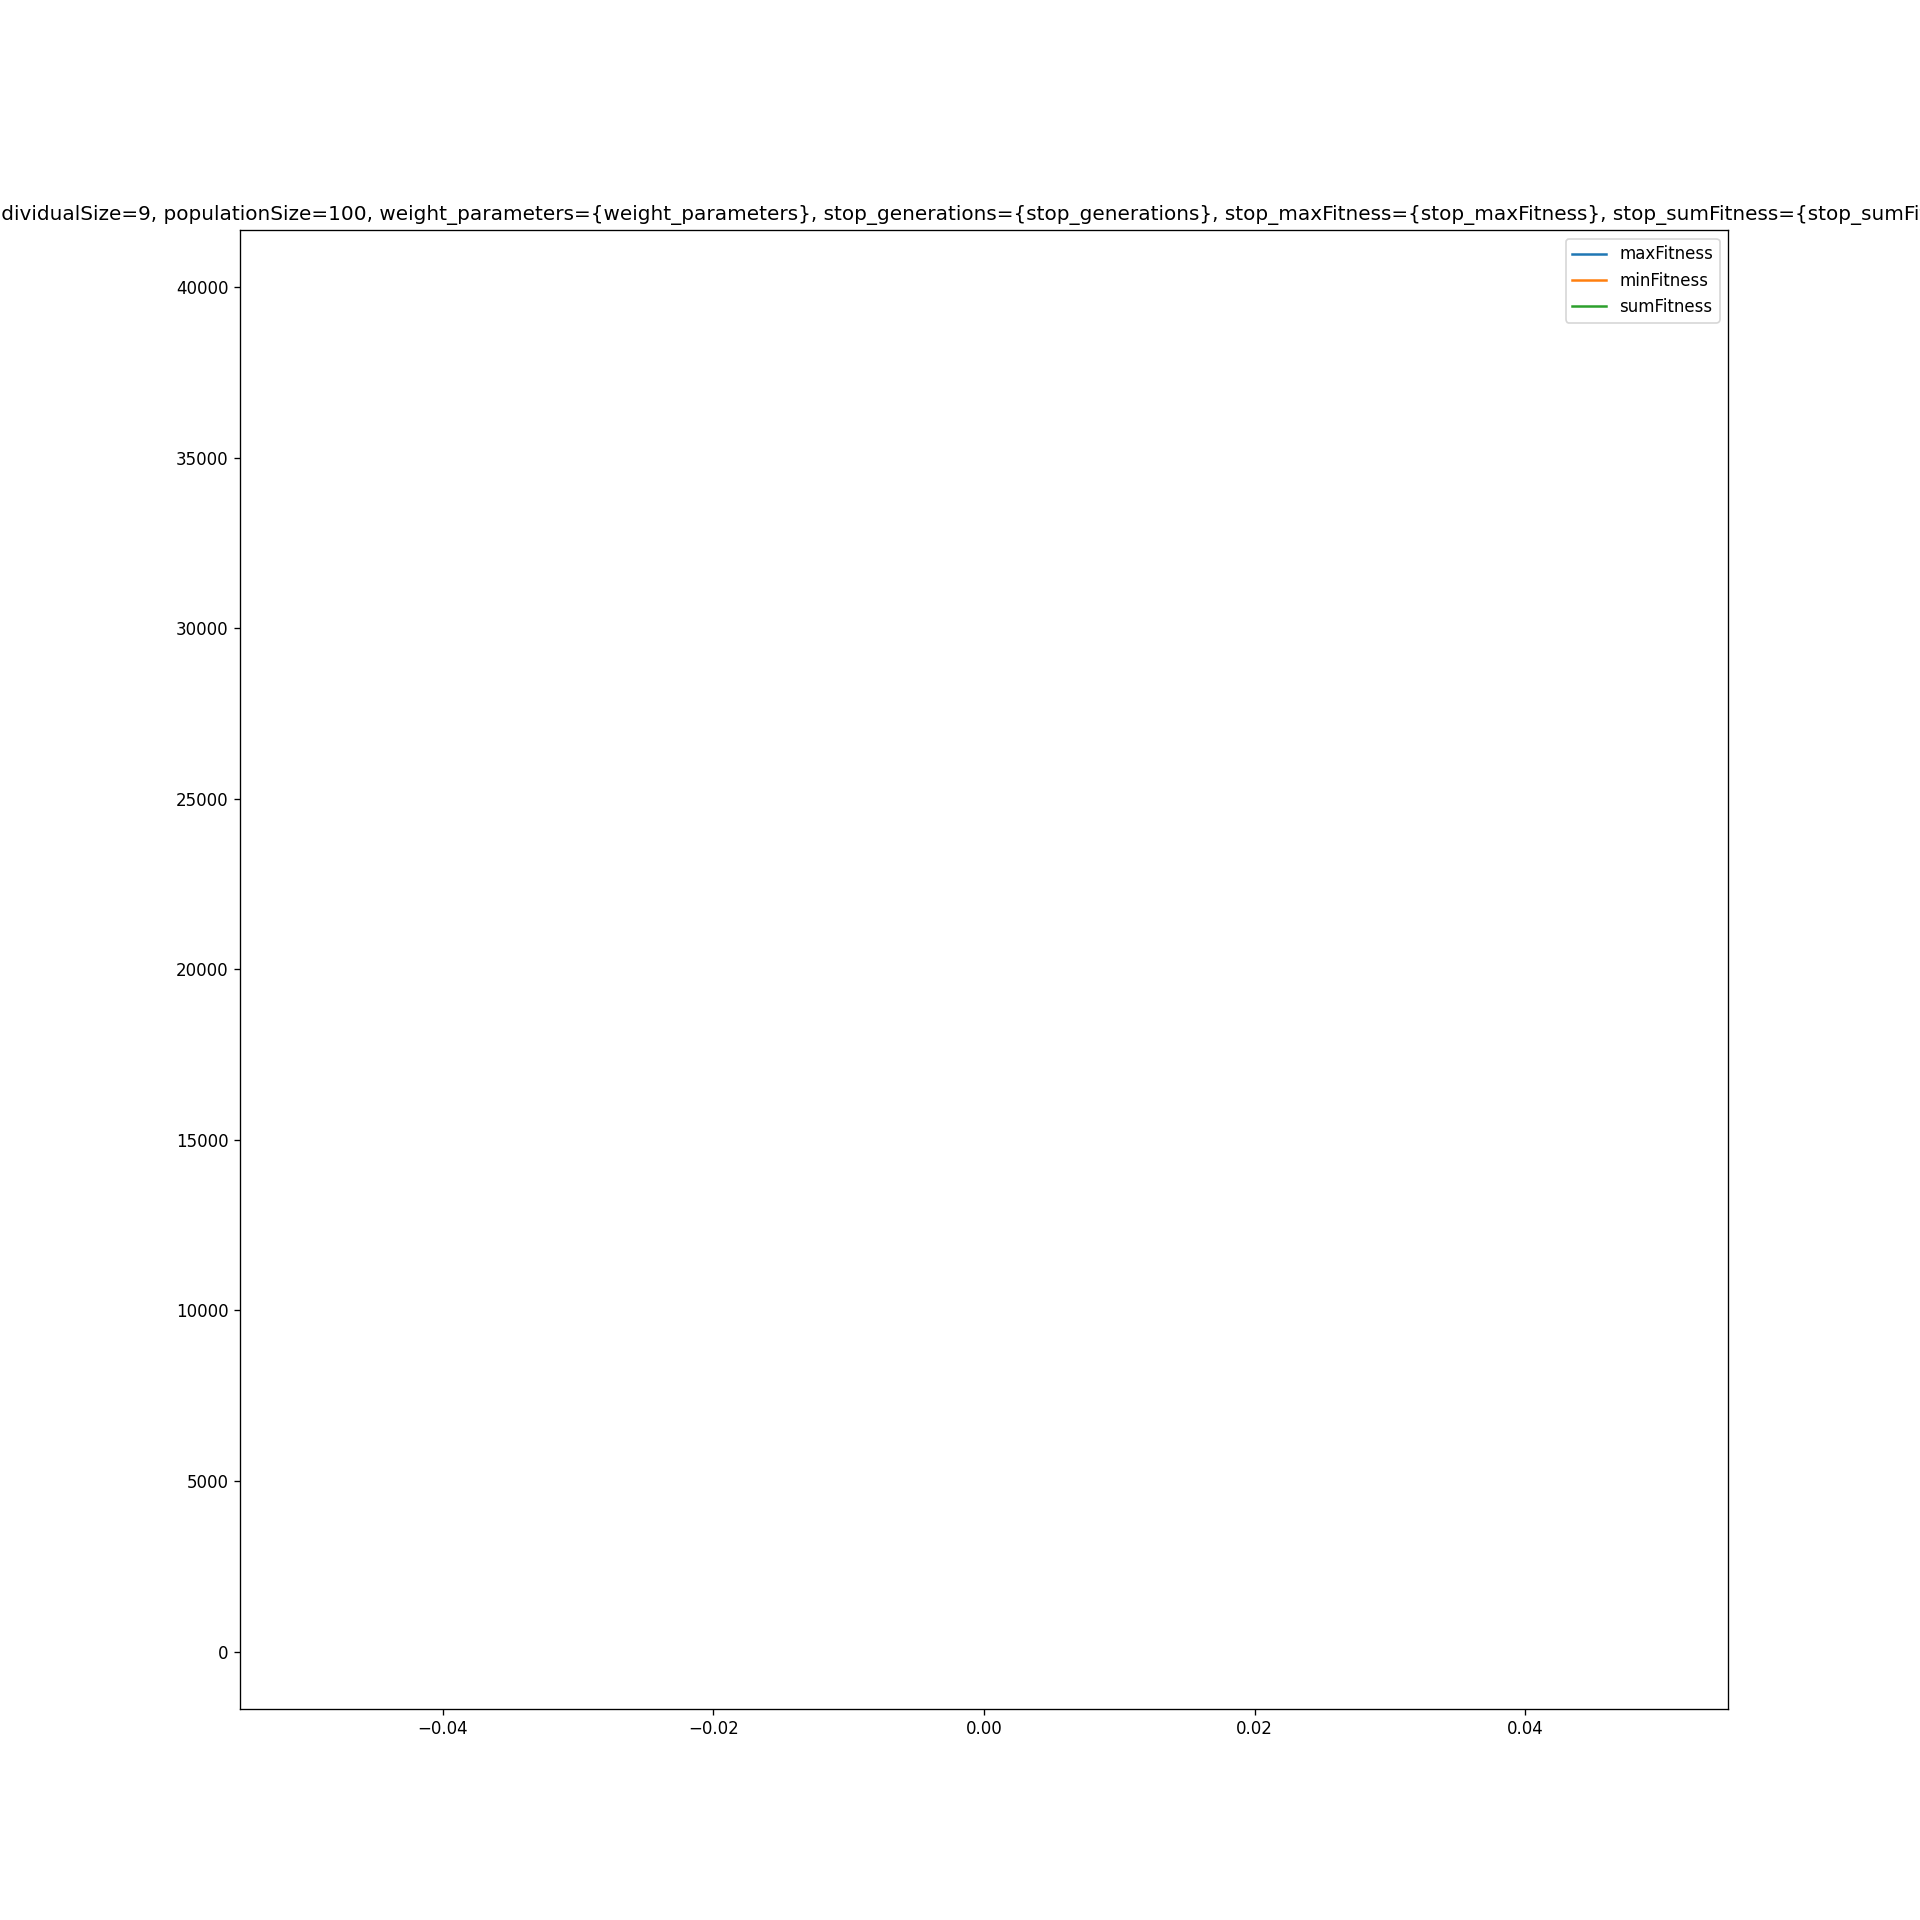 dividualSize=9, populationSize=100, weight_parameters={weight_parameters}, stop_generations={stop_generations}, stop_maxFitness={stop_maxFitness}, stop_sumFitness={stop_sumFi
maxFitness
minFitness
sumFitness
40000
35000
30000
25000
20000
15000
10000
5000
0
−0.04 −0.02 0.00 0.02 0.04